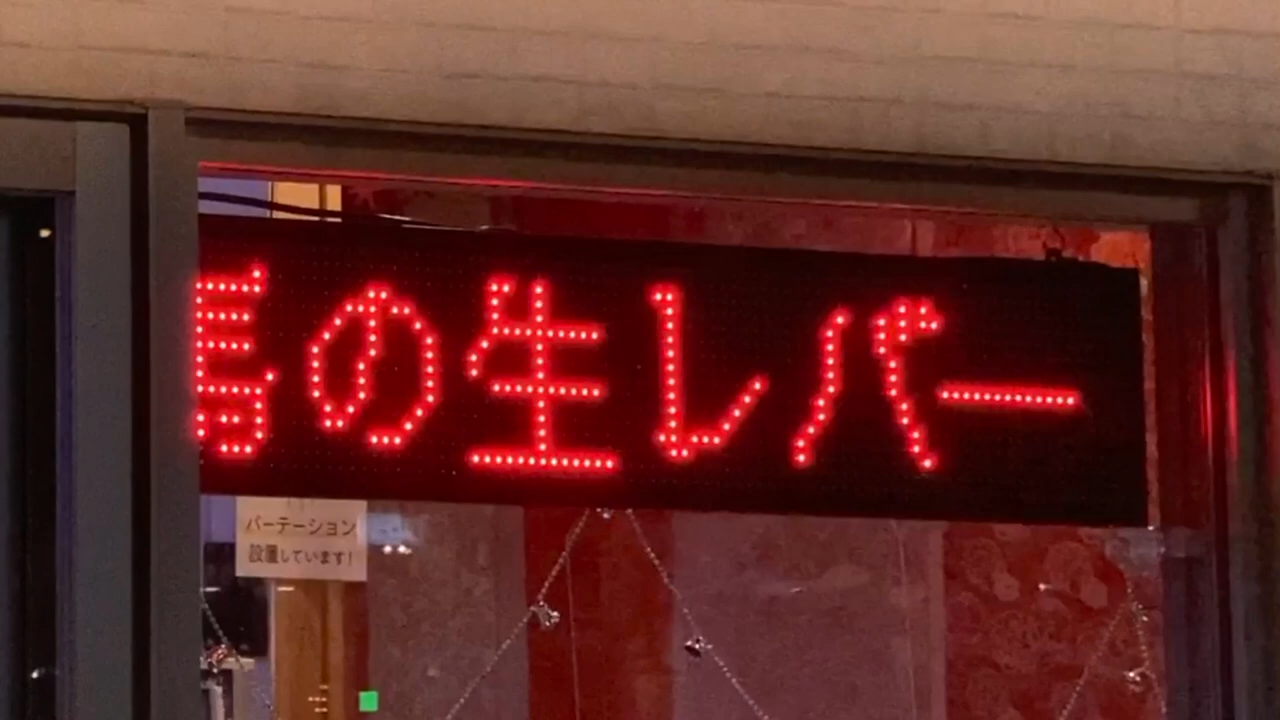 馬の生レバー
パーテーション
設置しています!